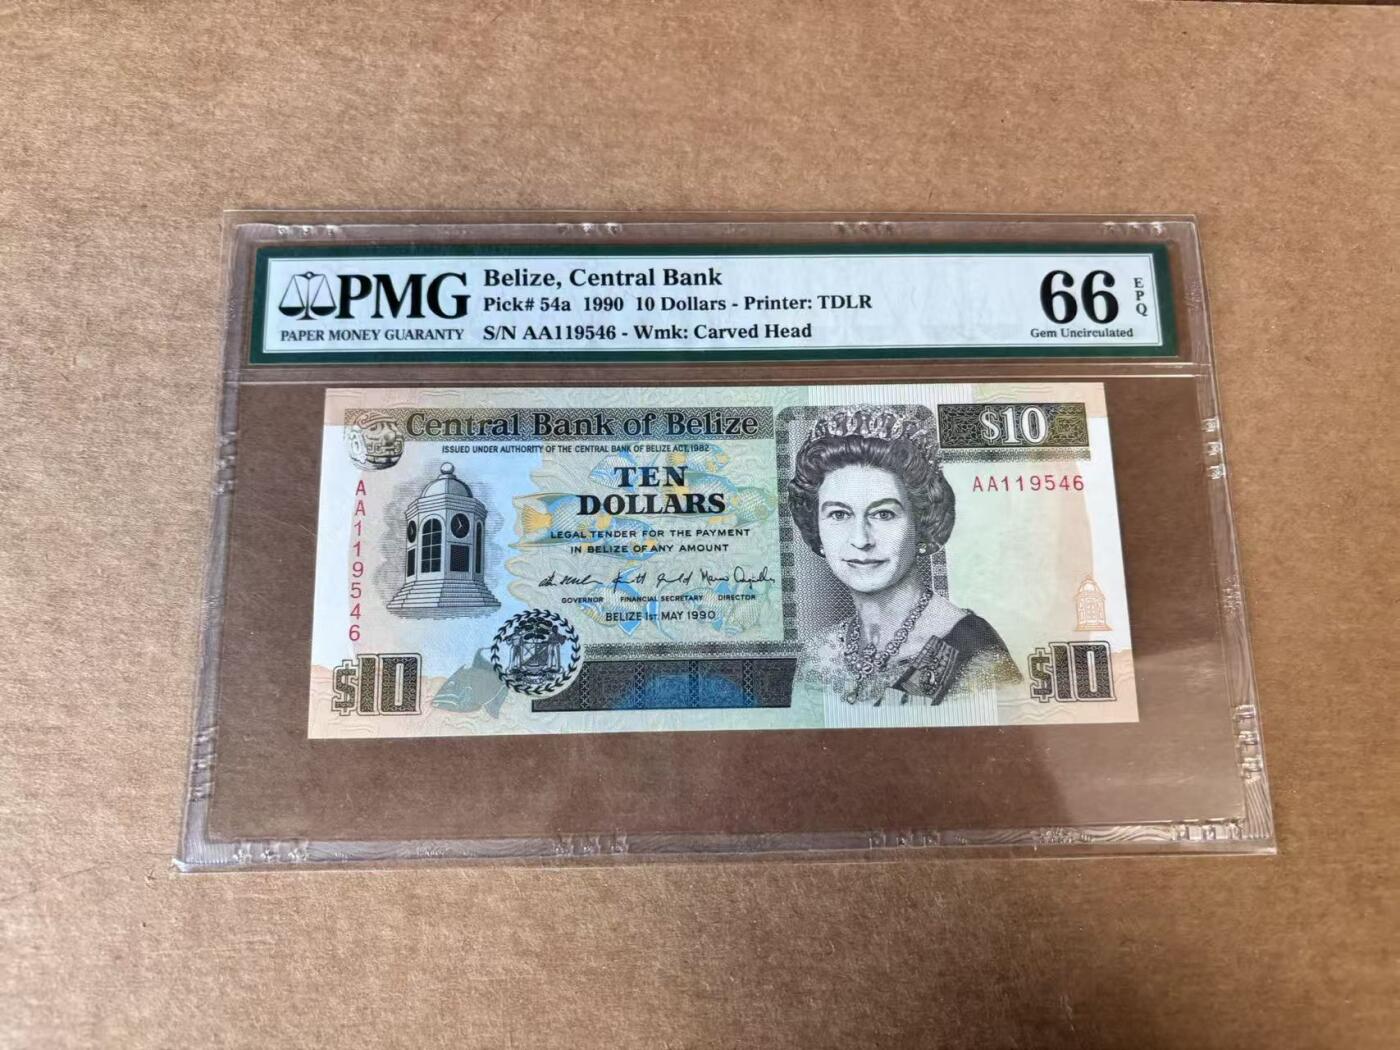 PMG
PAPER MONEY GUARANTY
Belize, Central Bank
Pick# 54a 1990 10 Dollars - Printer: TDLR
S/N AA119546 - Wmk: Carved Head
66
EPQ
Gem Uncirculated
Central Bank of Belize
$10
ISSUED UNDER AUTHORITY OF THE CENTRAL BANK OF BELIZE ACT, 1982
TEN
DOLLARS
AA119546
AA119546
LEGAL TENDER FOR THE PAYMENT
IN BELIZE OF ANY AMOUNT
GOVERNOR FINANCIAL SECRETARY DIRECTOR
BELIZE 1ST. MAY 1990
$10
$10